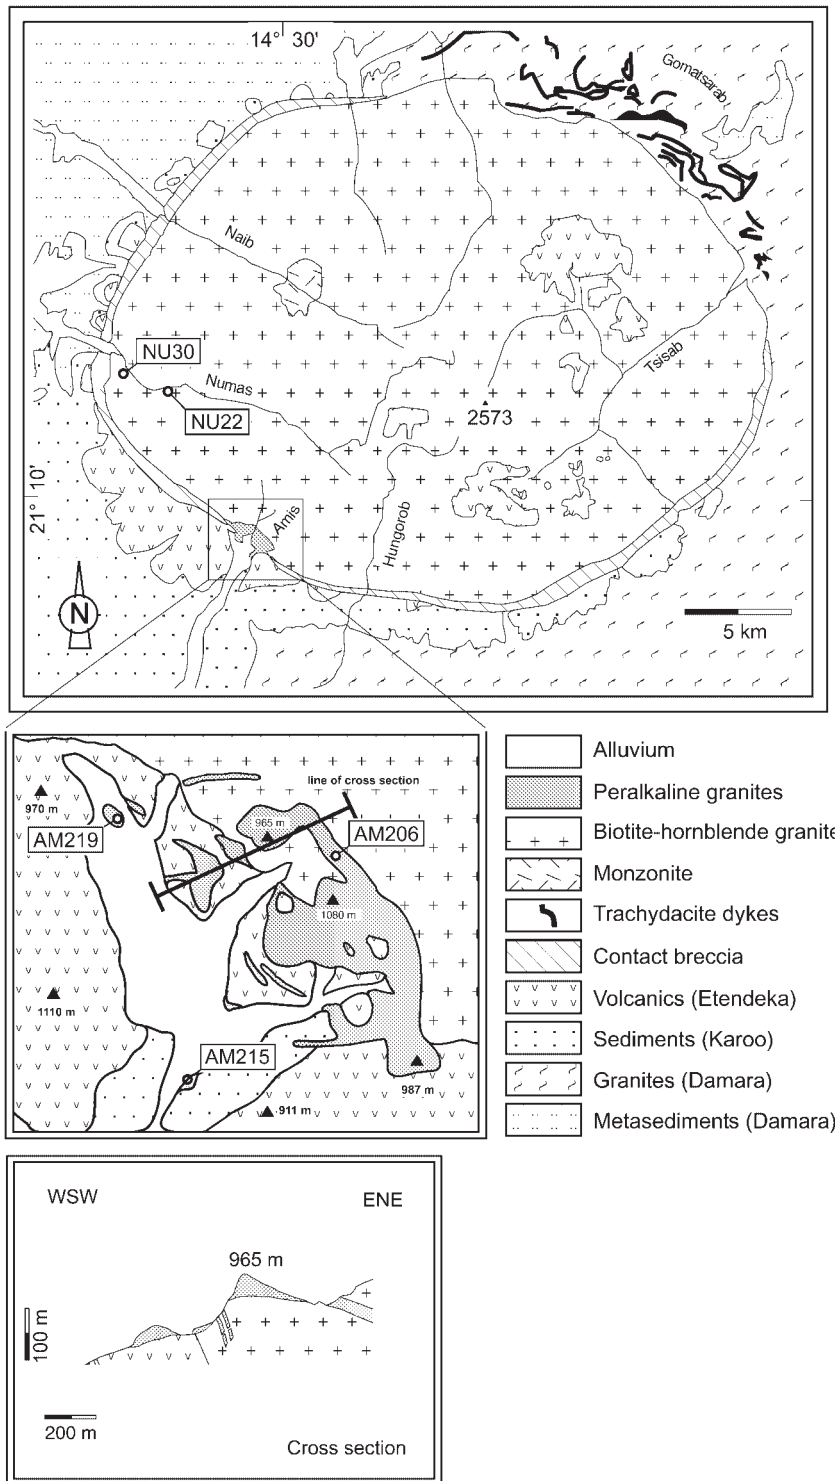 14° 30'
Gomatsarab
Naib
NU30
Numas
NU22
Tsisab
2573
21° 10'
Amis
Hungorob
N
5 km
line of cross section
970 m
965 m
AM219
AM206
1080 m
1110 m
AM215
987 m
911 m
Alluvium
Peralkaline granites
Biotite-hornblende granite
Monzonite
Trachydacite dykes
Contact breccia
Volcanics (Etendeka)
Sediments (Karoo)
Granites (Damara)
Metasediments (Damara)
WSW
ENE
965 m
100 m
200 m
Cross section